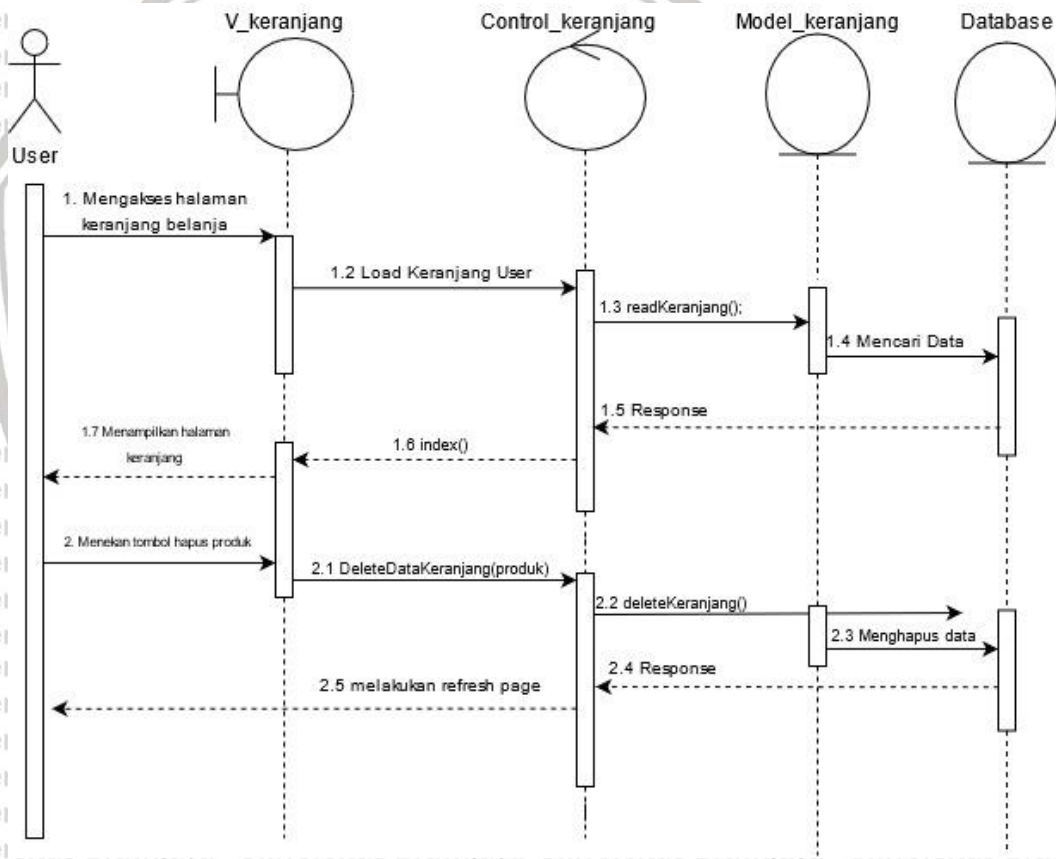 V_keranjang
Control_keranjang
Model_keranjang
Database
User
1. Mengakses halaman
keranjang belanja
1.2 Load Keranjang User
1.3 readKeranjang();
1.4 Mencari Data
1.5 Response
1.6 index()
1.7 Menampilkan halaman
keranjang
2. Menekan tombol hapus produk
2.1 DeleteDataKeranjang(produk)
2.2 deleteKeranjang()
2.3 Menghapus data
2.4 Response
2.5 melakukan refresh page